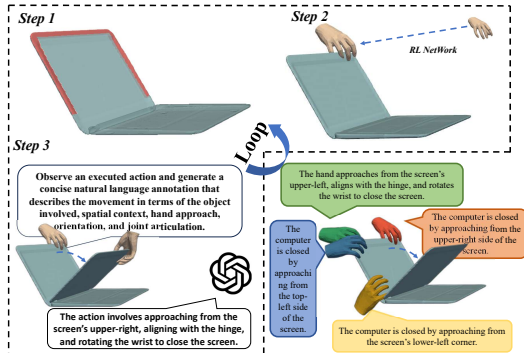 Step 1
Step 2
RL NetWork
Step 3
Loop
Observe an executed action and generate a
concise natural language annotation that
describes the movement in terms of the object
involved, spatial context, hand approach,
orientation, and joint articulation.
The action involves approaching from the
screen's upper-right, aligning with the hinge,
and rotating the wrist to close the screen.
The hand approaches from the screen's
upper-left, aligns with the hinge, and rotates
the wrist to close the screen.
The
computer
is closed
by
approachi
ng from
the top-
left side
of the
screen.
The computer is closed
by approaching from the
upper-right side of the
screen.
The computer is closed by approaching from
the screen's lower-left corner.